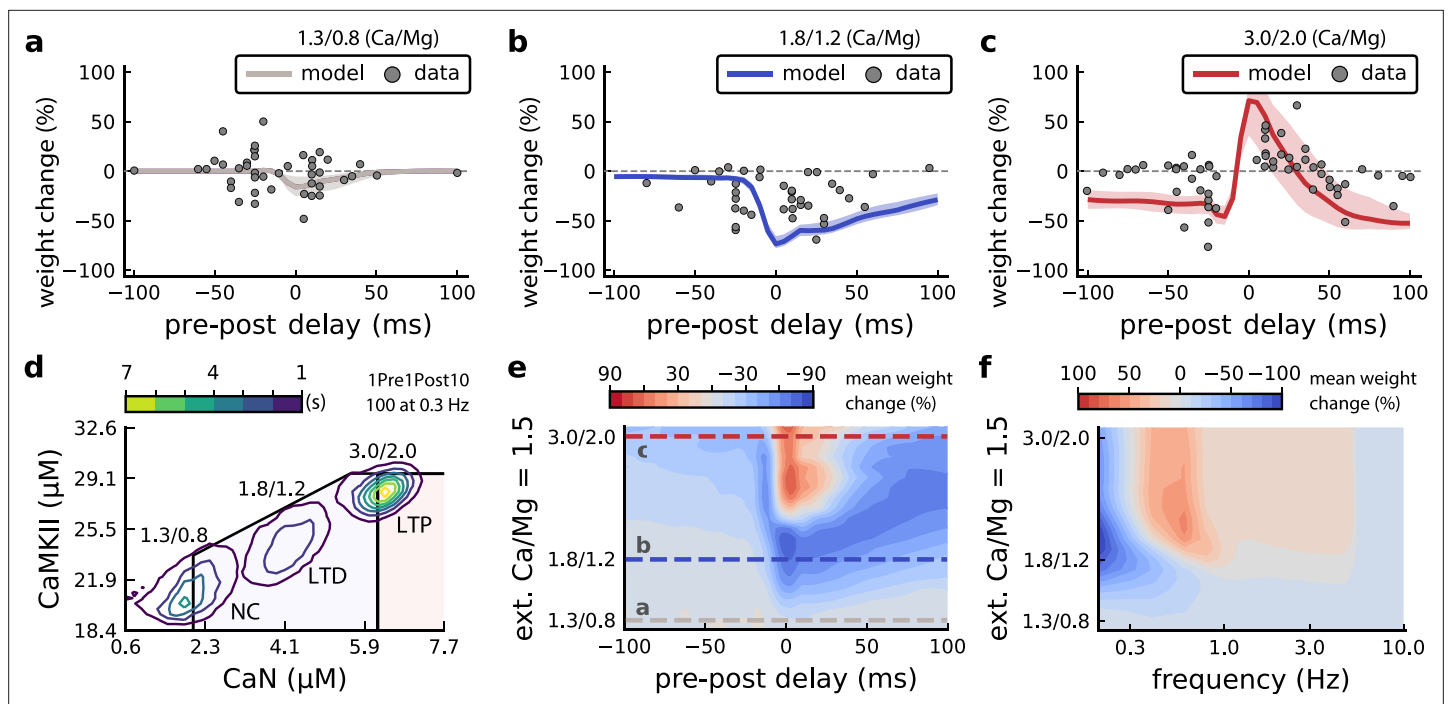 a
1.3/0.8 (Ca/Mg)
model data
weight change (%)
100
50
0
−50
−100
−100 −50 0 50 100
pre-post delay (ms)
b
1.8/1.2 (Ca/Mg)
model data
weight change (%)
100
50
0
−50
−100
−100 −50 0 50 100
pre-post delay (ms)
c
3.0/2.0 (Ca/Mg)
model data
weight change (%)
100
50
0
−50
−100
−100 −50 0 50 100
pre-post delay (ms)
d
7 4 1
(s)
1Pre1Post10
100 at 0.3 Hz
CaMKII (μM)
32.6
29.1
25.5
21.9
18.4
3.0/2.0
1.8/1.2
1.3/0.8
LTP
LTD
NC
0.6 2.3 4.1 5.9 7.7
CaN (μM)
e
90 30 −30 −90
mean weight
change (%)
ext. Ca/Mg = 1.5
3.0/2.0
1.8/1.2
1.3/0.8
c
b
a
−100 −50 0 50 100
pre-post delay (ms)
f
100 50 0 −50 −100
mean weight
change (%)
ext. Ca/Mg = 1.5
3.0/2.0
1.8/1.2
1.3/0.8
0.3 1.0 3.0 10.0
frequency (Hz)